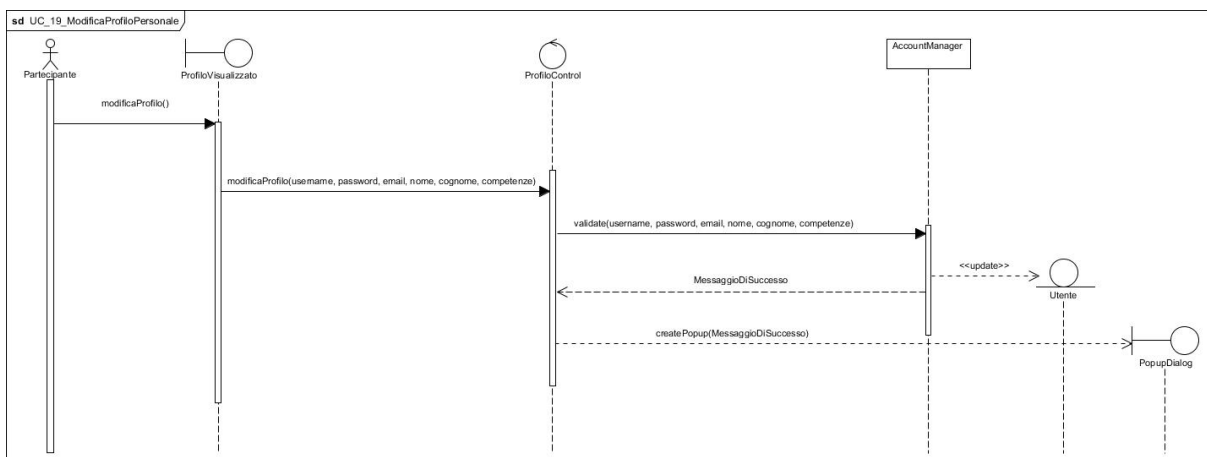 sd UC_19_ModificaProfiloPersonale
Partecipante
ProfiloVisualizzato
ProfiloControl
AccountManager
modificaProfilo()
modificaProfilo(username, password, email, nome, cognome, competenze)
validate(username, password, email, nome, cognome, competenze)
<<update>>
MessaggioDiSuccesso
Utente
createPopup(MessaggioDiSuccesso)
PopupDialog